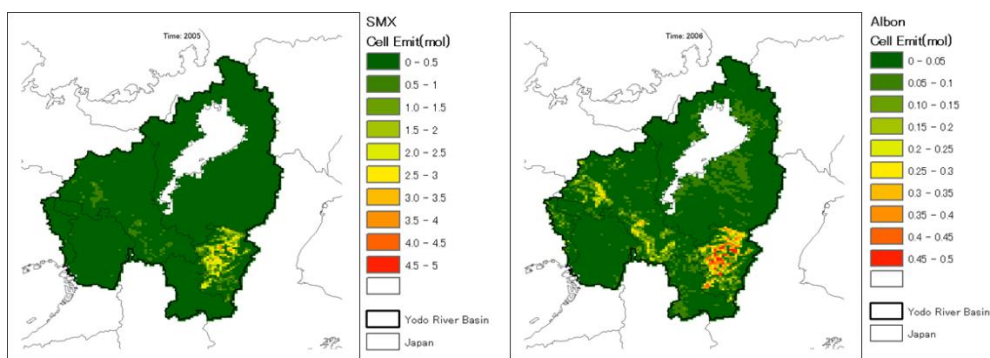 Time: 2005
SMX
Cell Emit(mol)
0 - 0.5
0.5 - 1
1.0 - 1.5
1.5 - 2
2.0 - 2.5
2.5 - 3
3.0 - 3.5
3.5 - 4
4.0 - 4.5
4.5 - 5
Yodo River Basin
Japan
Time: 2006
Albon
Cell Emit(mol)
0 - 0.05
0.05 - 0.1
0.10 - 0.15
0.15 - 0.2
0.2 - 0.25
0.25 - 0.3
0.3 - 0.35
0.35 - 0.4
0.4 - 0.45
0.45 - 0.5
Yodo River Basin
Japan